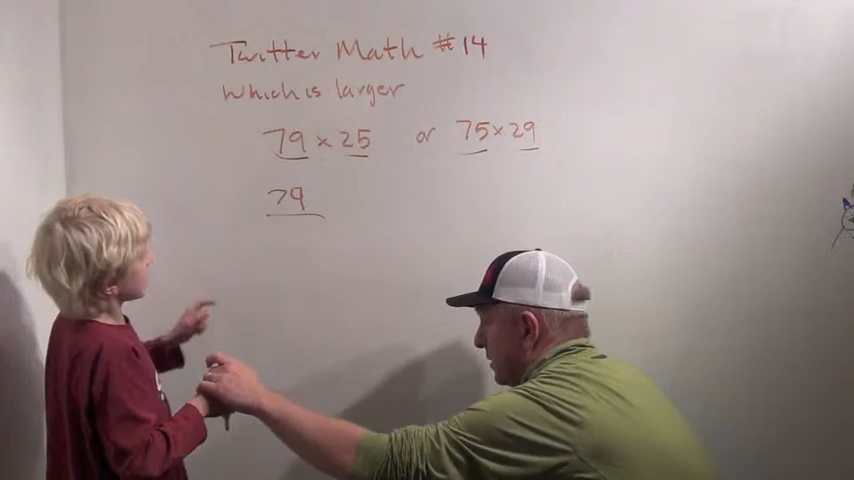 Twitter Math #14
Which is larger
79 × 25 or 75 × 29
79